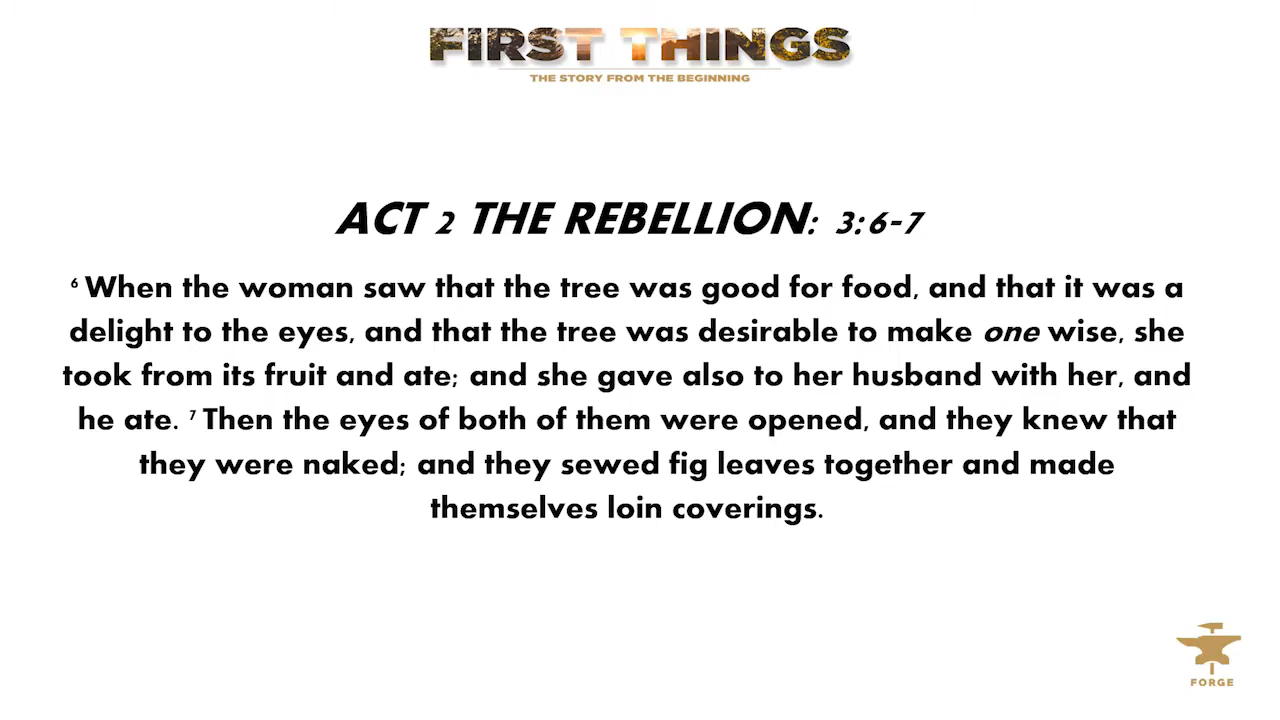 FIRST THINGS
THE STORY FROM THE BEGINNING
ACT 2 THE REBELLION: 3:6-7
⁶ When the woman saw that the tree was good for food, and that it was a
delight to the eyes, and that the tree was desirable to make one wise, she
took from its fruit and ate; and she gave also to her husband with her, and
he ate. ⁷ Then the eyes of both of them were opened, and they knew that
they were naked; and they sewed fig leaves together and made
themselves loin coverings.
FORGE